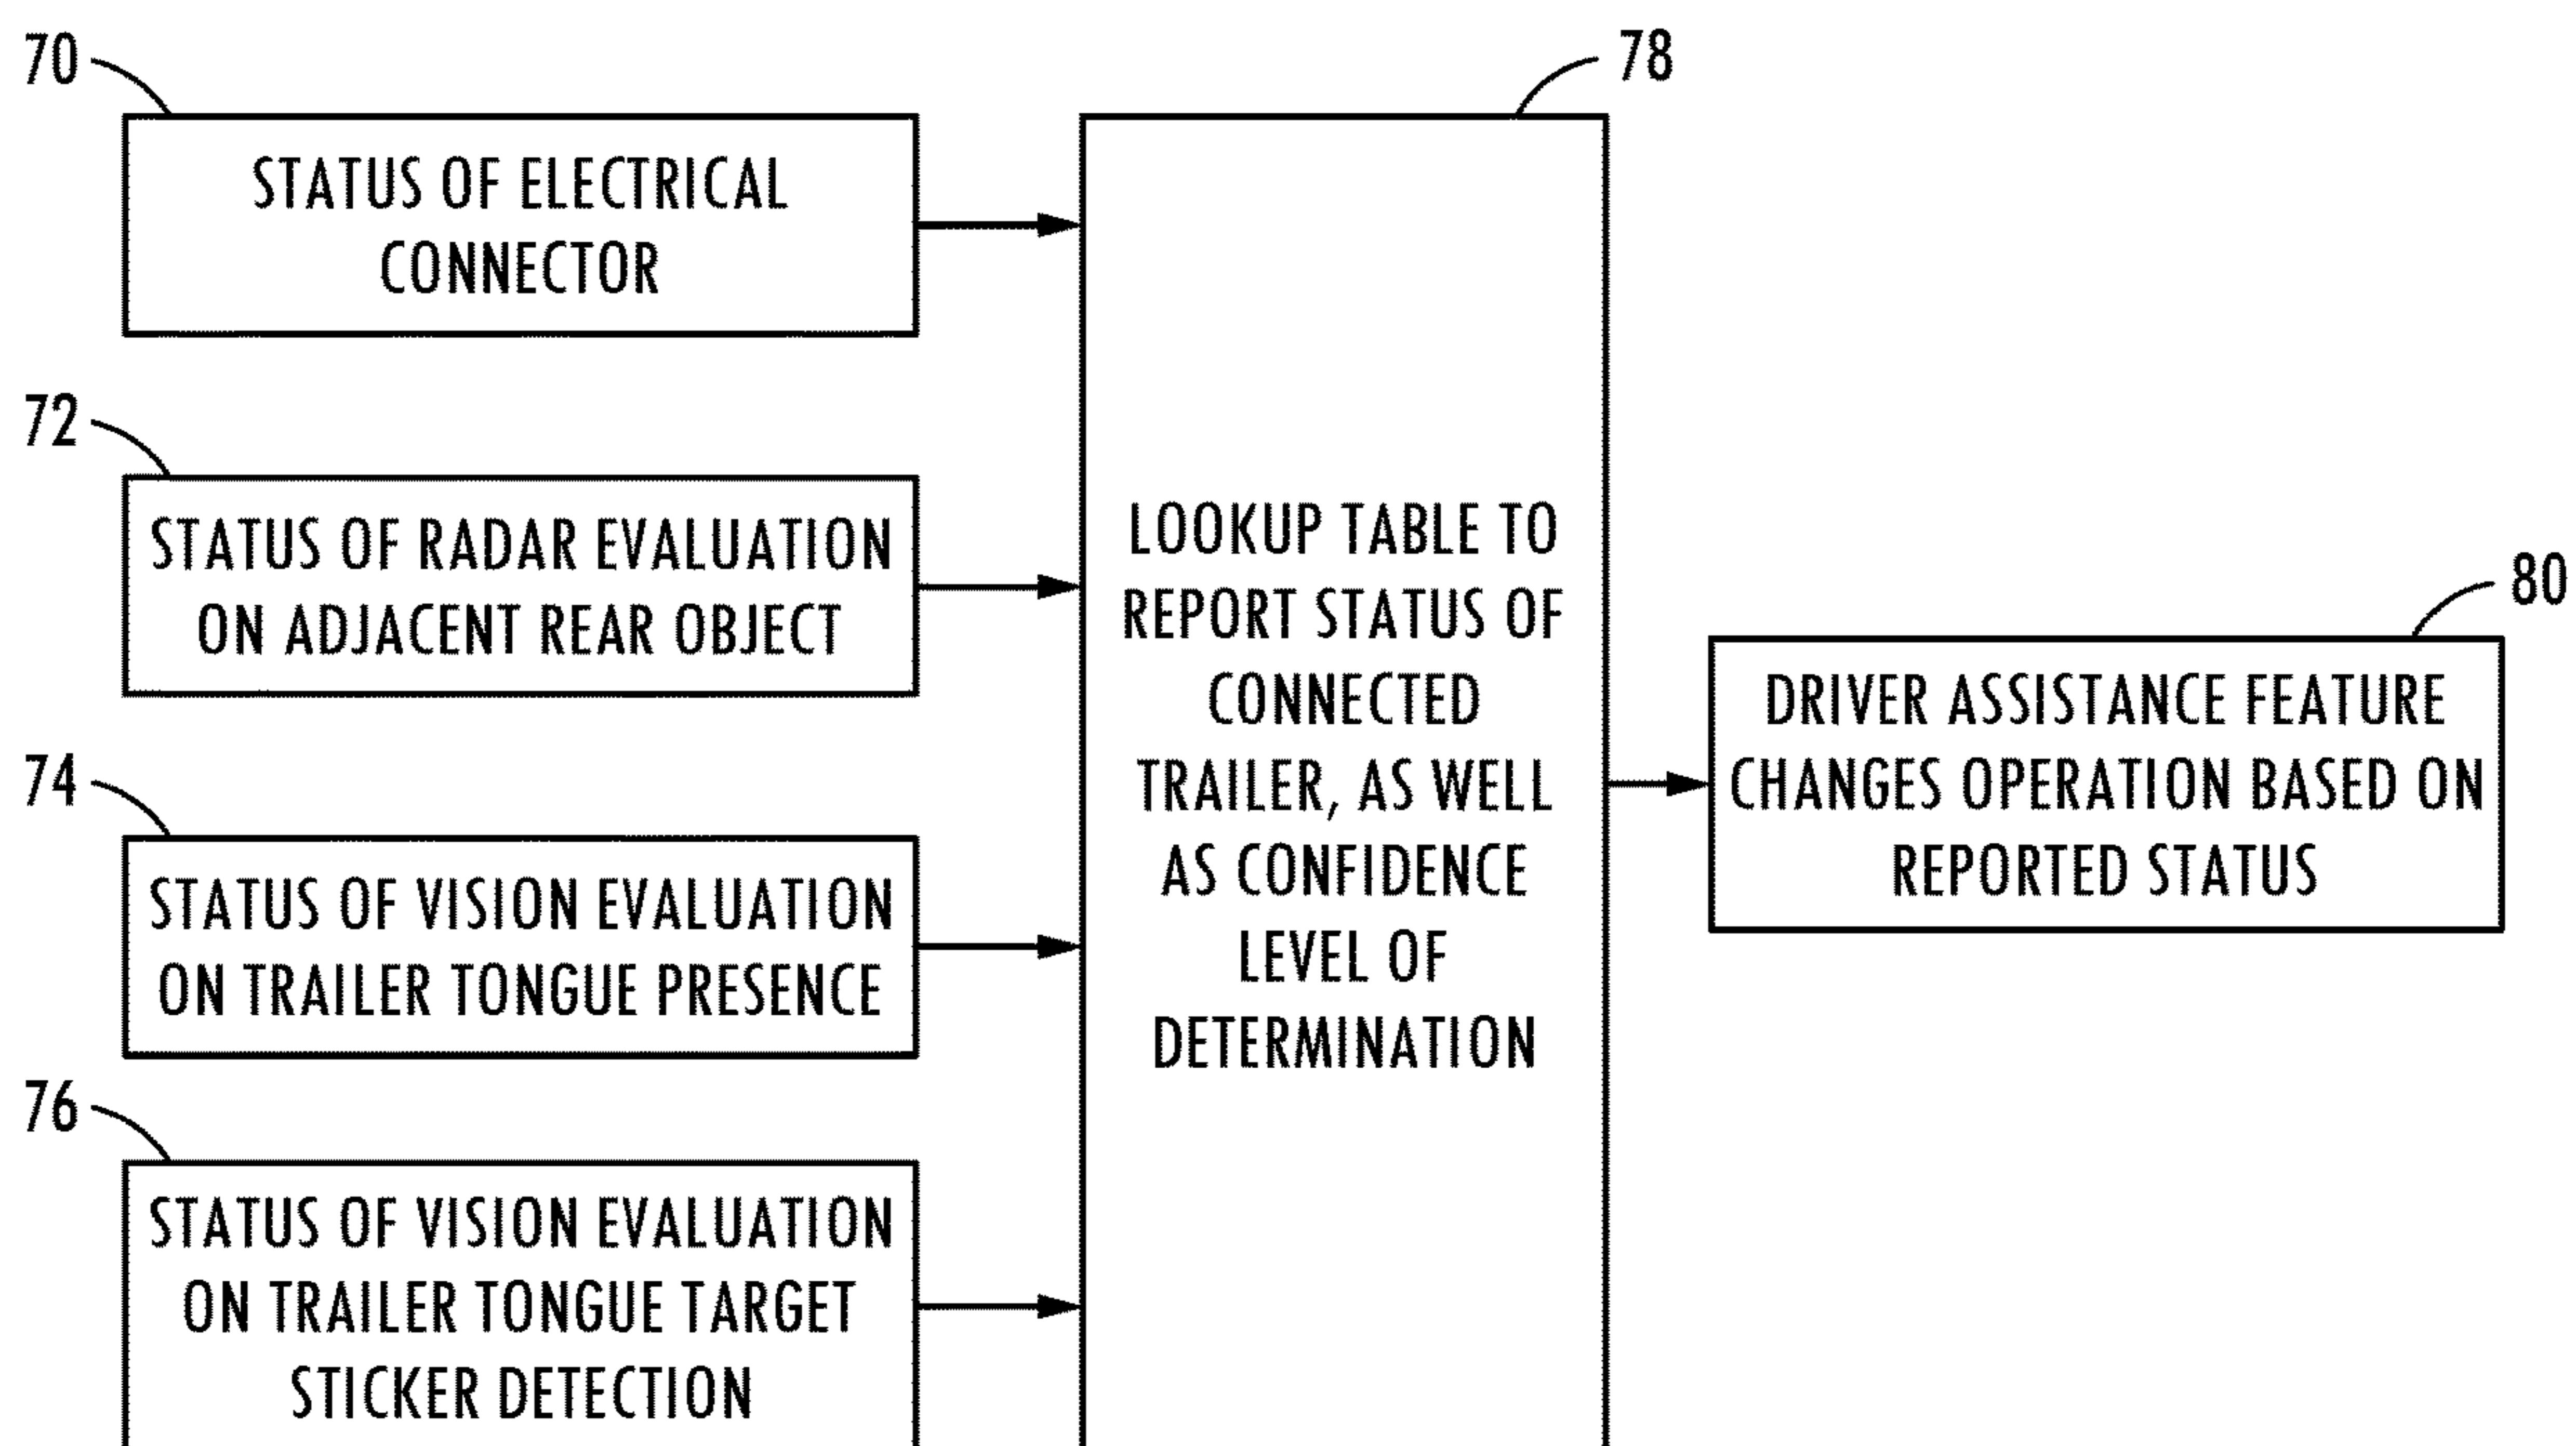 70
STATUS OF ELECTRICAL
CONNECTOR
72
STATUS OF RADAR EVALUATION
ON ADJACENT REAR OBJECT
74
STATUS OF VISION EVALUATION
ON TRAILER TONGUE PRESENCE
76
STATUS OF VISION EVALUATION
ON TRAILER TONGUE TARGET
STICKER DETECTION
78
LOOKUP TABLE TO
REPORT STATUS OF
CONNECTED
TRAILER, AS WELL
AS CONFIDENCE
LEVEL OF
DETERMINATION
80
DRIVER ASSISTANCE FEATURE
CHANGES OPERATION BASED ON
REPORTED STATUS